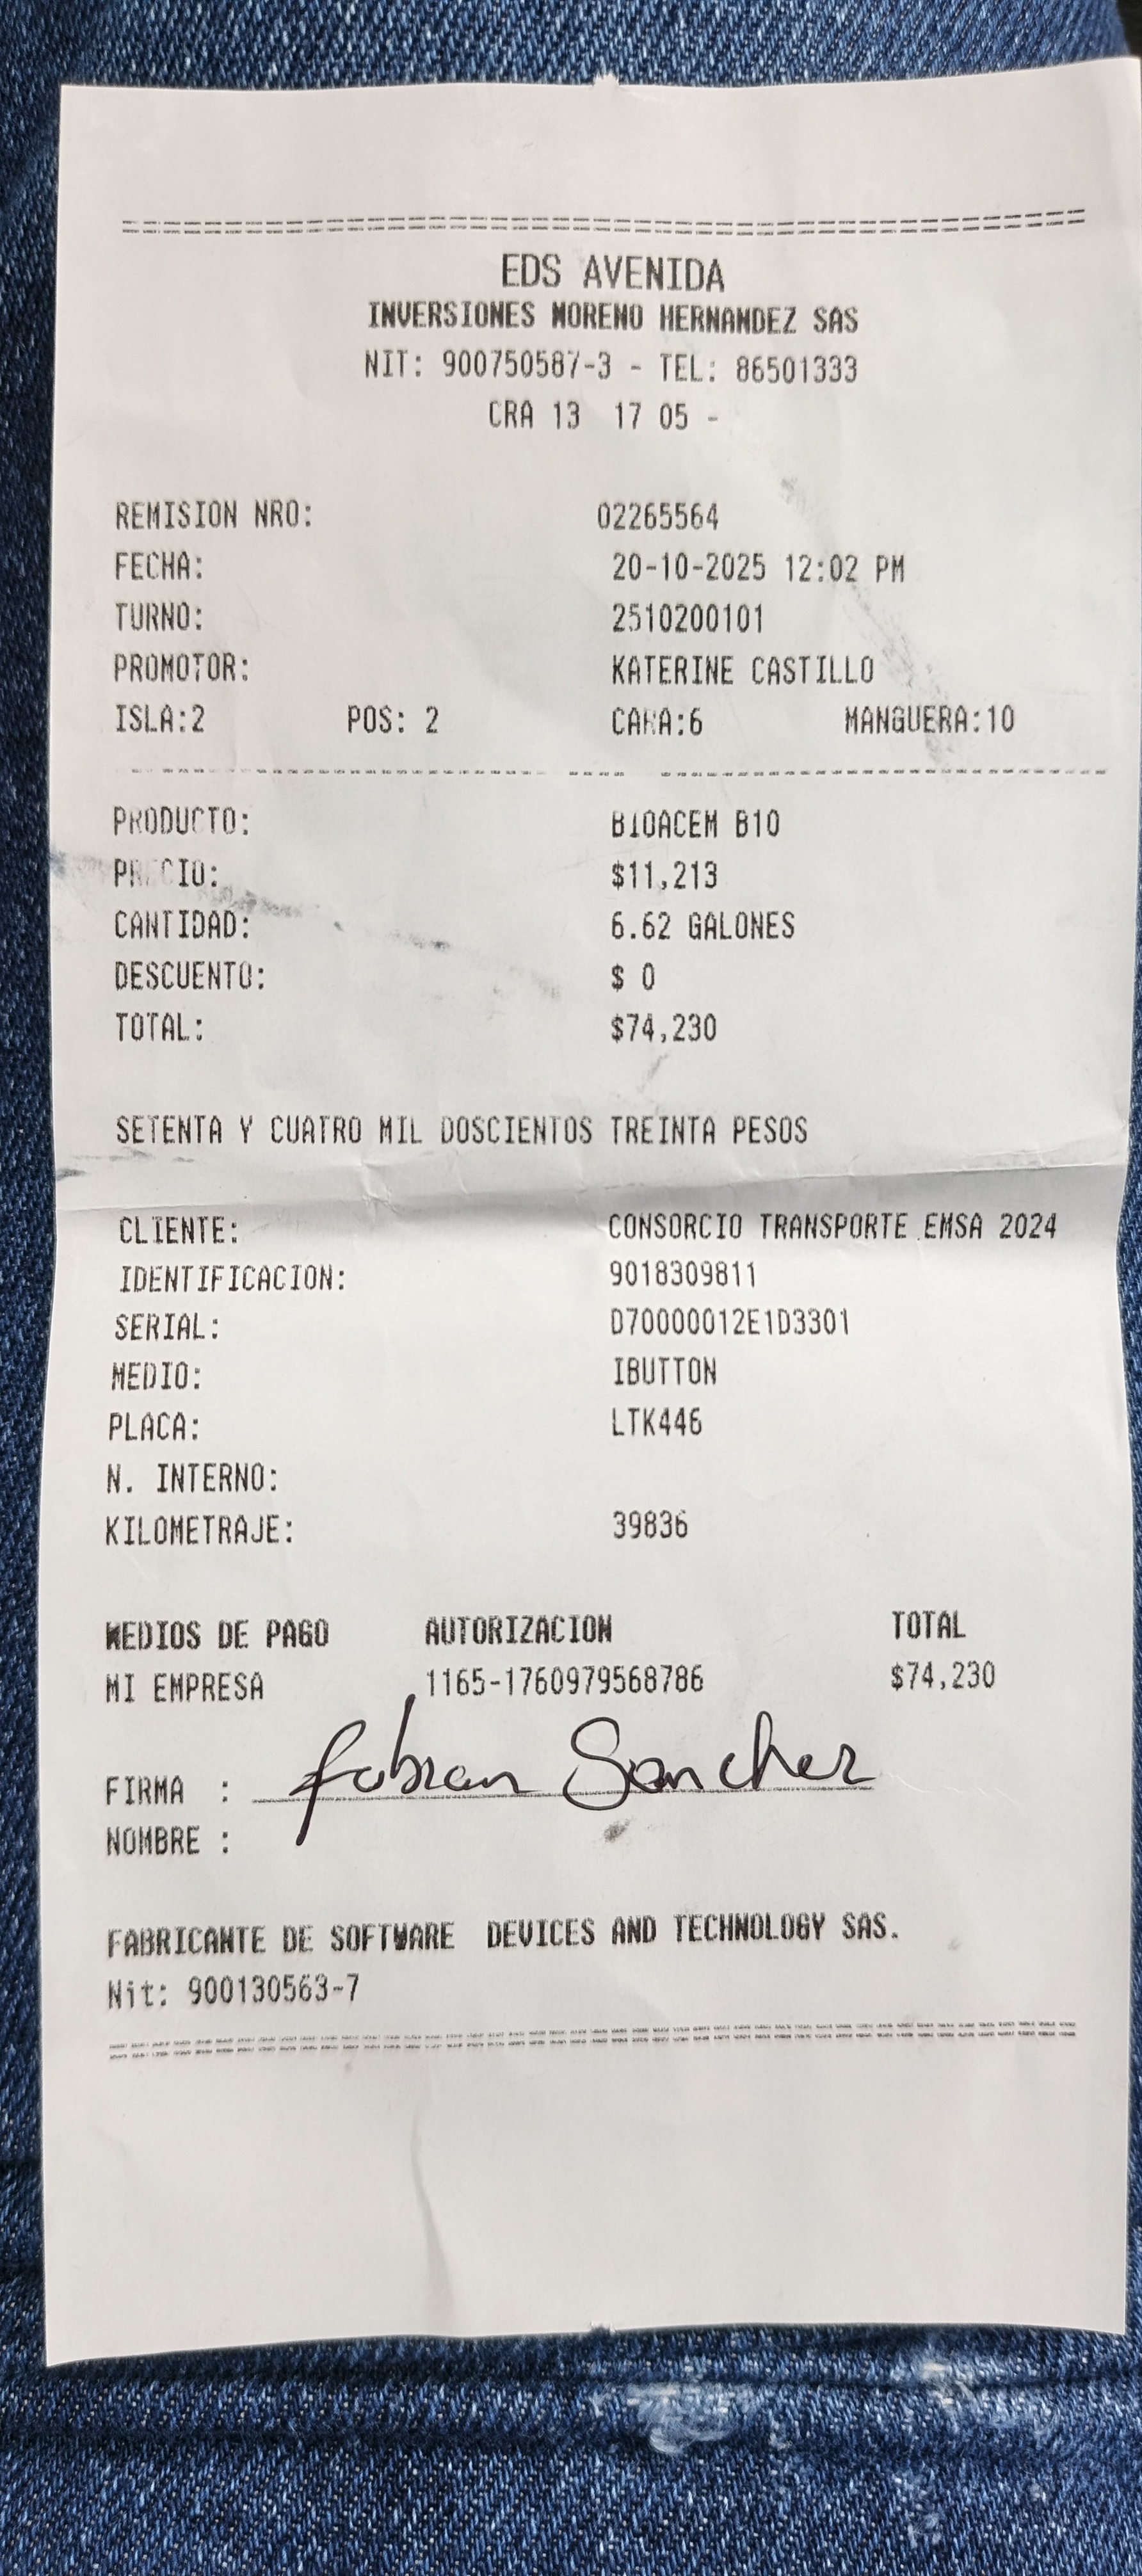 EDS AVENIDA
INVERSIONES MORENO HERNANDEZ SAS
NIT: 900750587-3 - TEL: 86501333
CRA 13 17 05 -
REMISION NRO: 02265564
FECHA: 20-10-2025 12:02 PM
TURNO: 2510200101
PROMOTOR: KATERINE CASTILLO
ISLA:2 POS: 2 CARA:6 MANGUERA:10
PRODUCTO: BIOACEM B10
PRECIO: $11,213
CANTIDAD: 6.62 GALONES
DESCUENTO: $ 0
TOTAL: $74,230
SETENTA Y CUATRO MIL DOSCIENTOS TREINTA PESOS
CLIENTE: CONSORCIO TRANSPORTE EMSA 2024
IDENTIFICACION: 9018309811
SERIAL: D70000012E1D3301
MEDIO: IBUTTON
PLACA: LTK446
N. INTERNO:
KILOMETRAJE: 39836
MEDIOS DE PAGO AUTORIZACION TOTAL
MI EMPRESA 1165-1760979568786 $74,230
FIRMA : fabian Sanchez
NOMBRE :
FABRICANTE DE SOFTWARE DEVICES AND TECHNOLOGY SAS.
Nit: 900130563-7